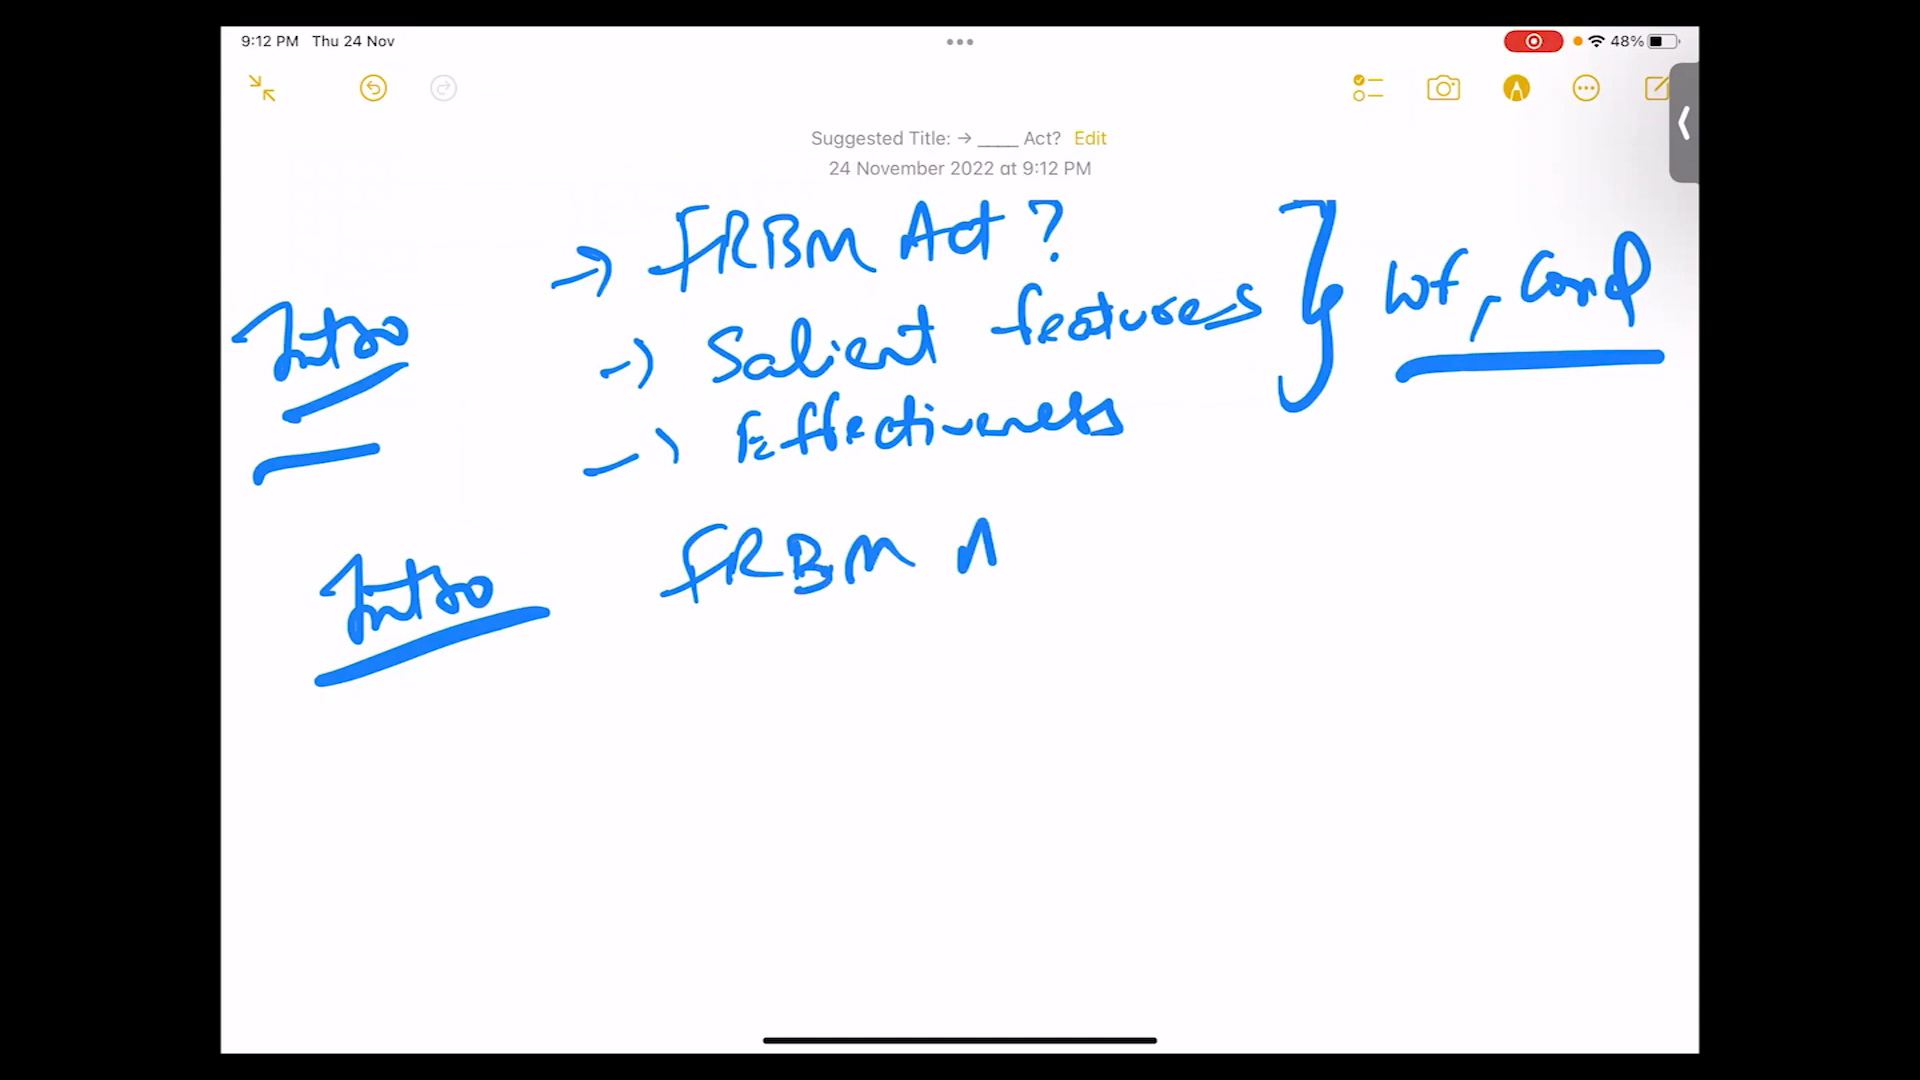 9:12 PM Thu 24 Nov
48%
Suggested Title: → ____ Act? Edit
24 November 2022 at 9:12 PM
→ FRBM Act?
Intro
→ Salient features
wf,
→ Effectiveness
Intro FRBM A